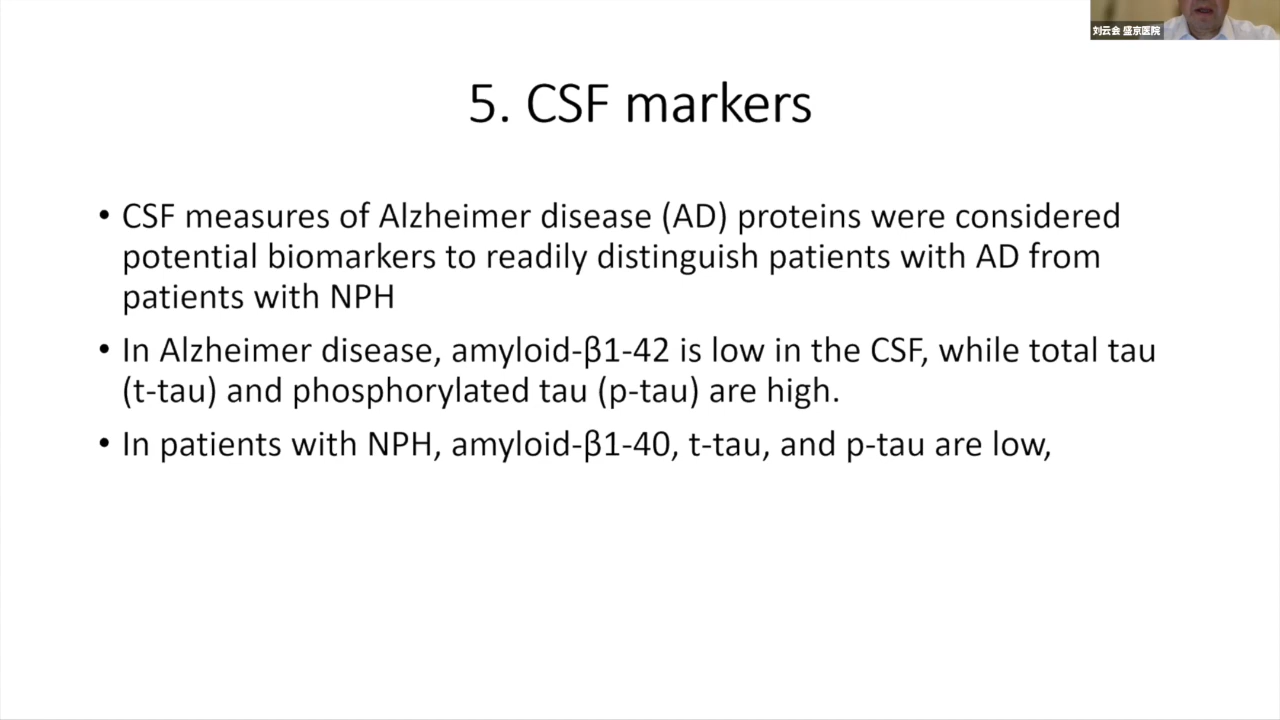 刘云会 盛京医院
5. CSF markers
• CSF measures of Alzheimer disease (AD) proteins were considered
potential biomarkers to readily distinguish patients with AD from
patients with NPH
• In Alzheimer disease, amyloid-β1-42 is low in the CSF, while total tau
(t-tau) and phosphorylated tau (p-tau) are high.
• In patients with NPH, amyloid-β1-40, t-tau, and p-tau are low,